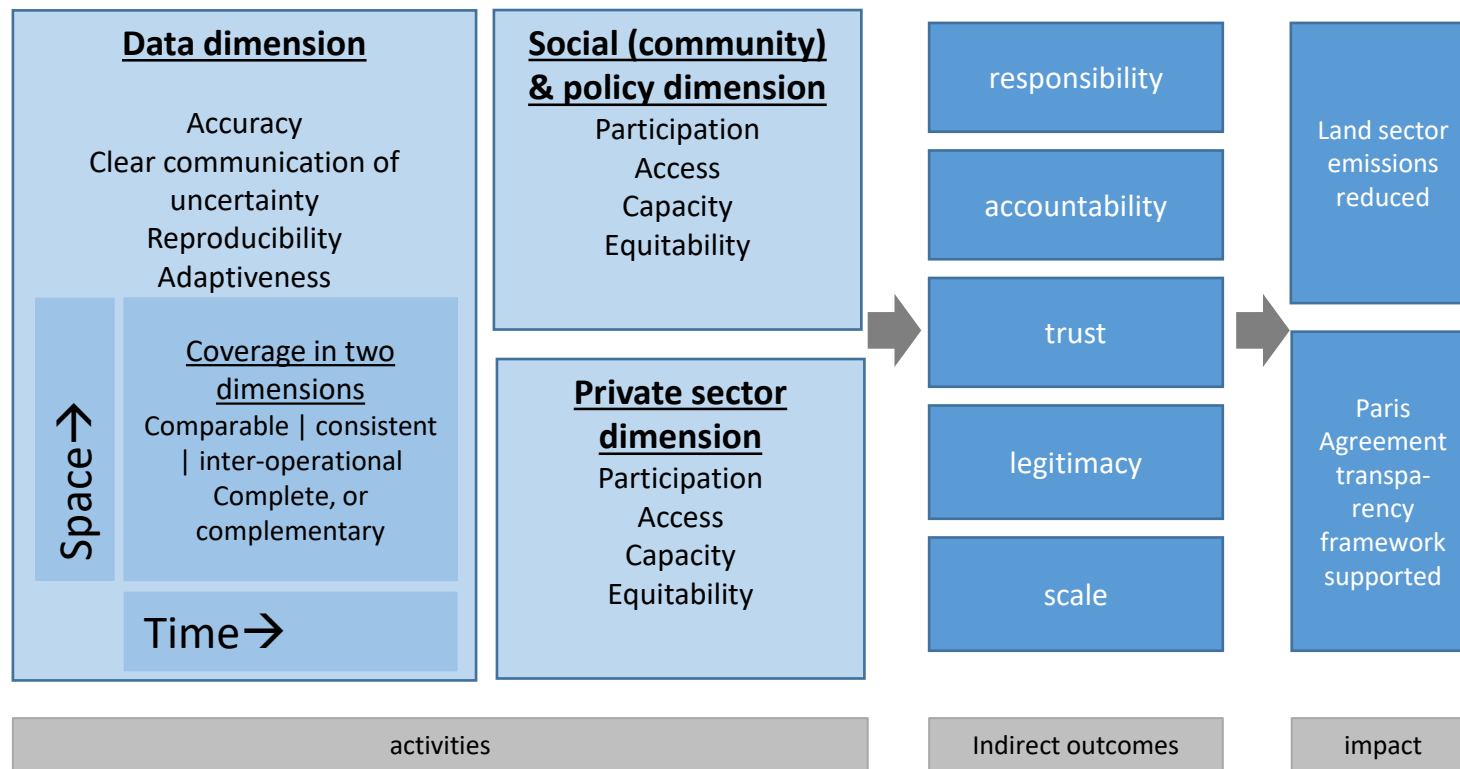 Data dimension
Accuracy
Clear communication of
uncertainty
Reproducibility
Adaptiveness
Space→
Coverage in two
dimensions
Comparable | consistent
| inter-operational
Complete, or
complementary
Time→
Social (community)
& policy dimension
Participation
Access
Capacity
Equitability
Private sector
dimension
Participation
Access
Capacity
Equitability
responsibility
accountability
trust
legitimacy
scale
Land sector
emissions
reduced
Paris
Agreement
transpa-
rency
framework
supported
activities
Indirect outcomes
impact